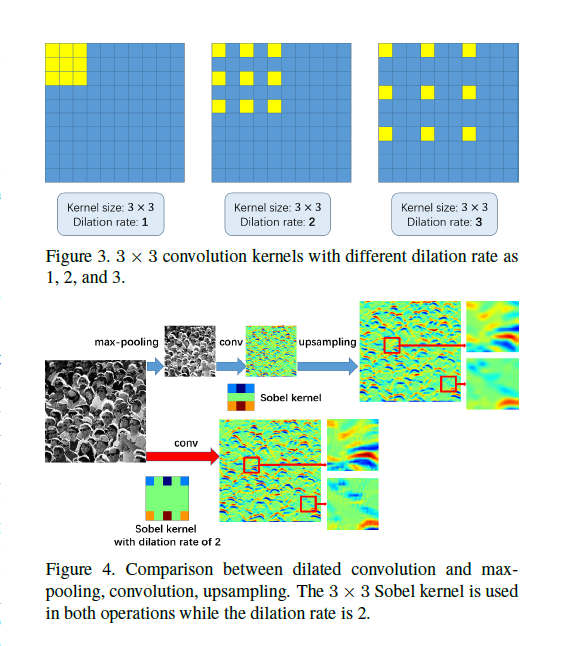 Kernel size: 3 × 3
Dilation rate: 1
Kernel size: 3 × 3
Dilation rate: 2
Kernel size: 3 × 3
Dilation rate: 3
Figure 3. 3 × 3 convolution kernels with different dilation rate as
1, 2, and 3.
max-pooling
conv
upsampling
Sobel kernel
conv
Sobel kernel
with dilation rate of 2
Figure 4. Comparison between dilated convolution and max-
pooling, convolution, upsampling. The 3 × 3 Sobel kernel is used
in both operations while the dilation rate is 2.